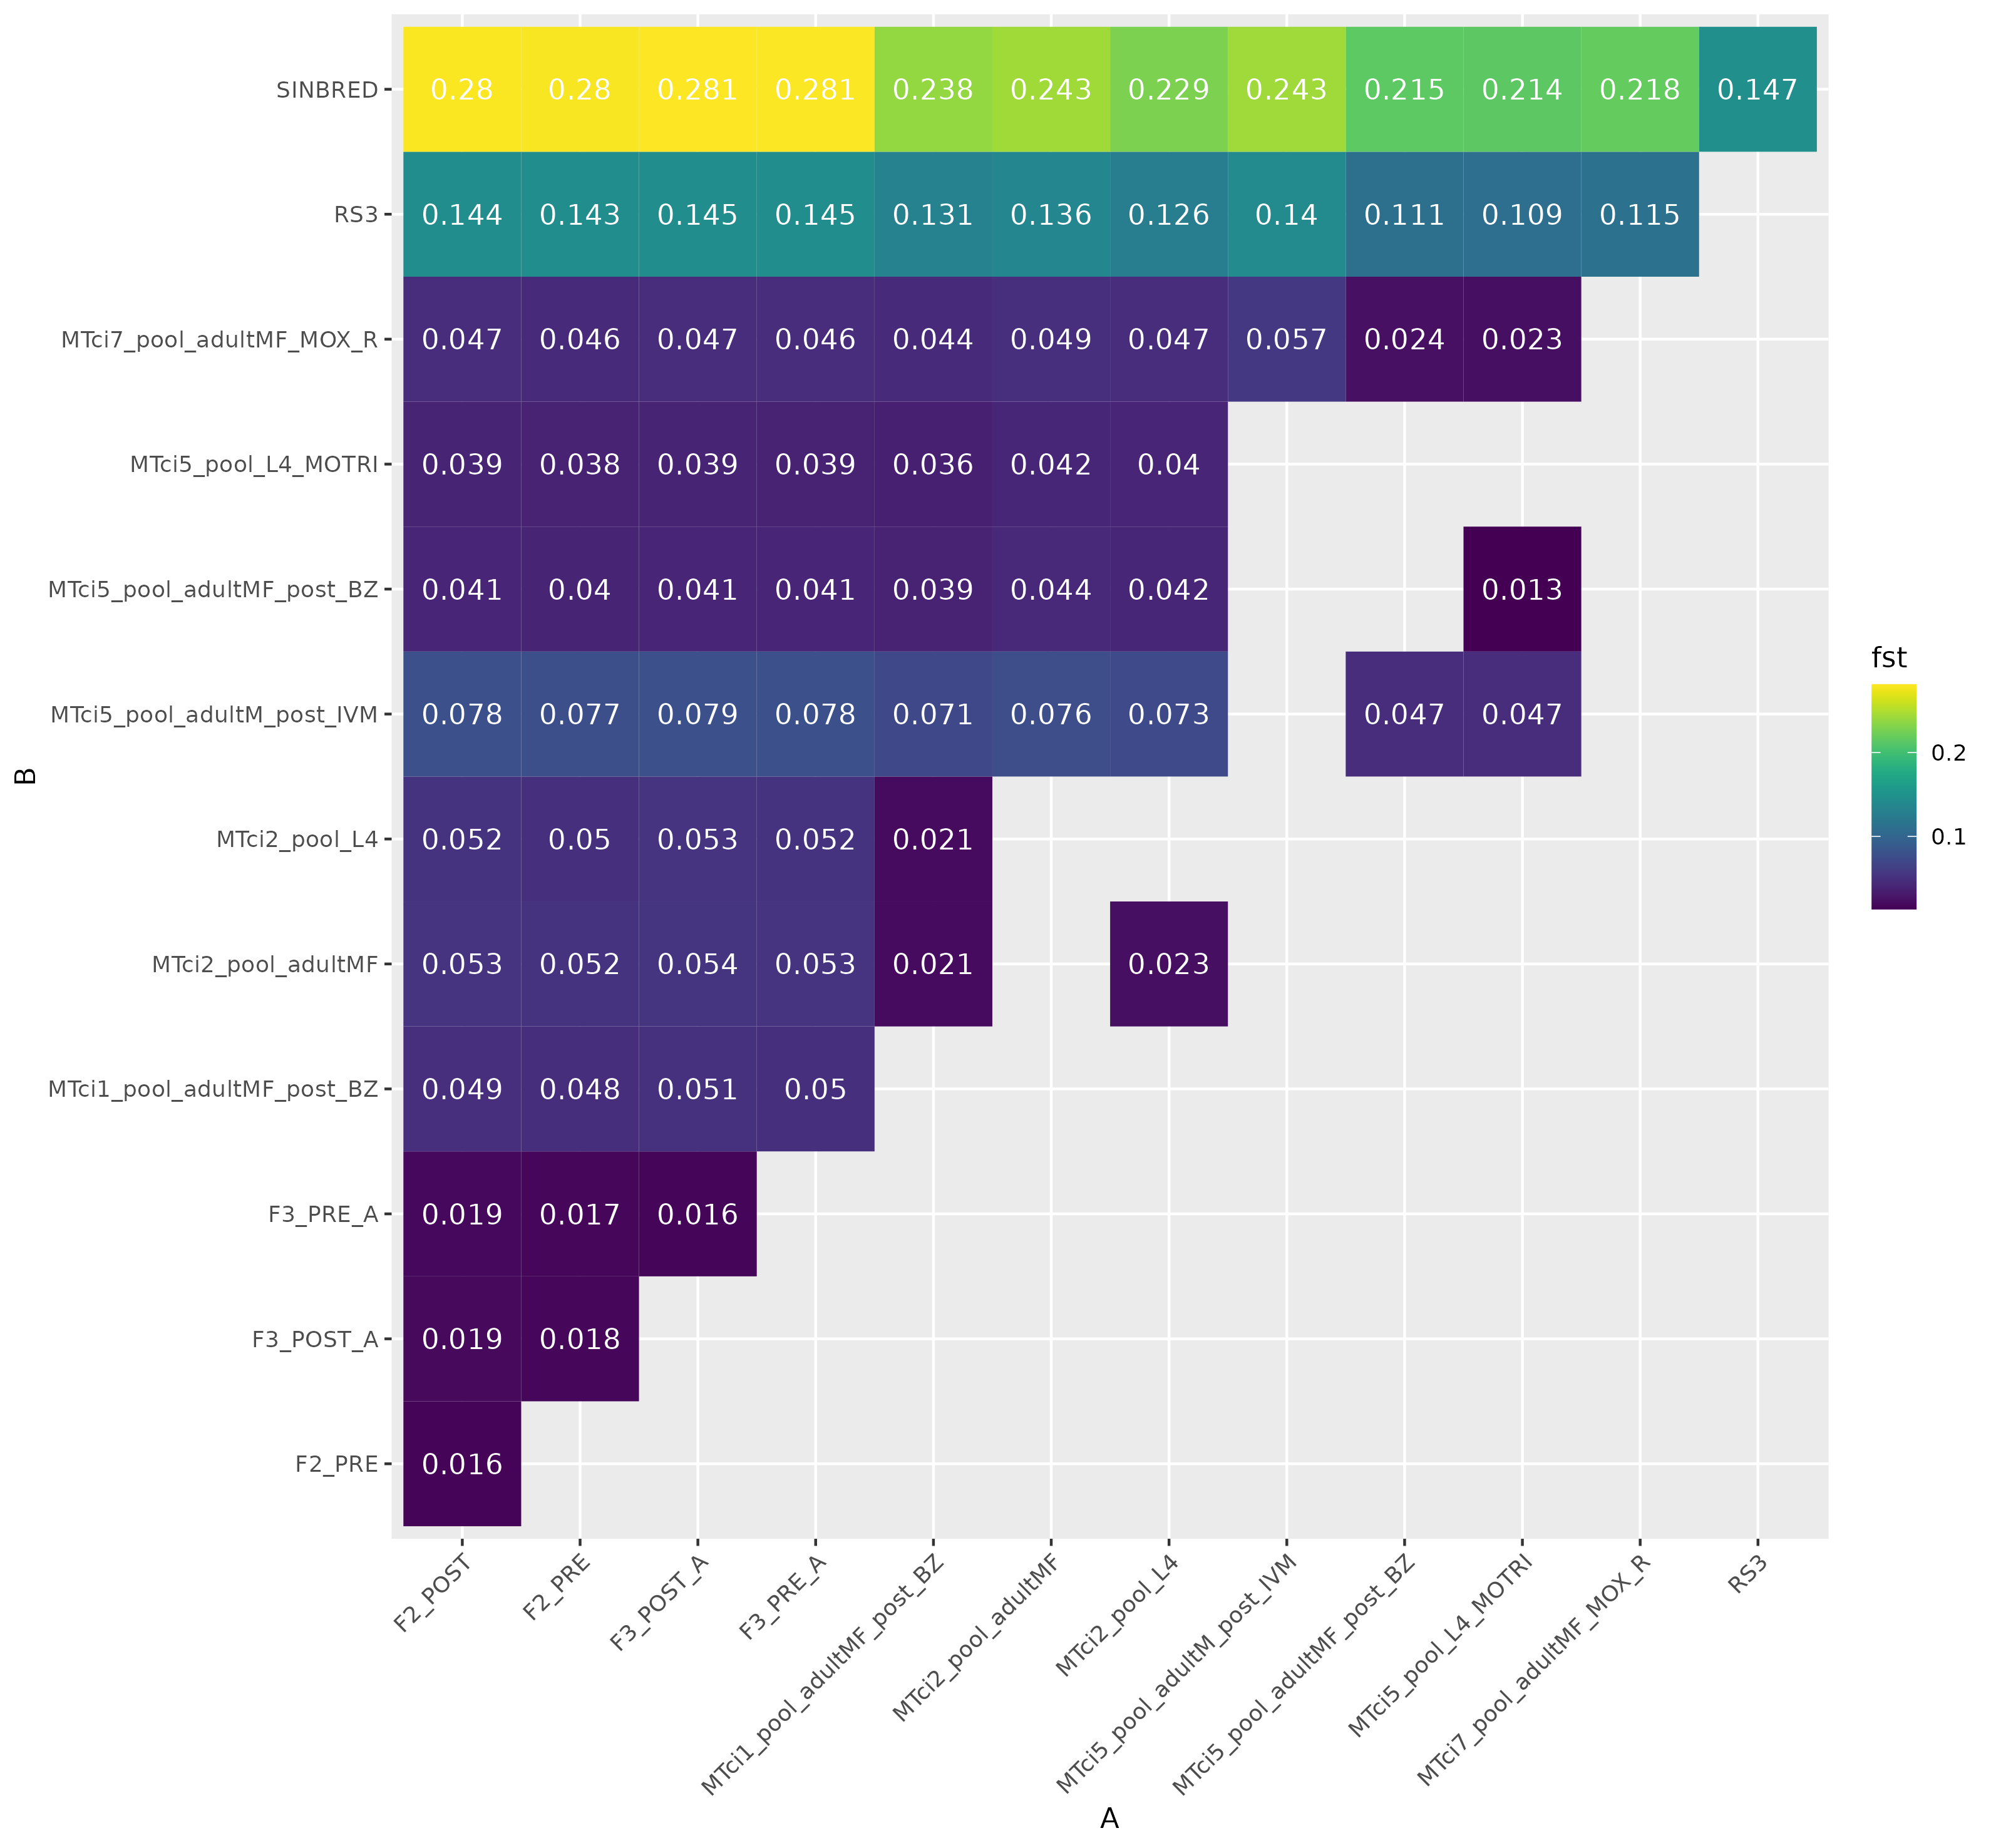 SINBRED 0.28 0.28 0.281 0.281 0.238 0.243 0.229 0.243 0.215 0.214 0.218 0.147
RS3 0.144 0.143 0.145 0.145 0.131 0.136 0.126 0.14 0.111 0.109 0.115
MTci7_pool_adultMF_MOX_R 0.047 0.046 0.047 0.046 0.044 0.049 0.047 0.057 0.024 0.023
MTci5_pool_L4_MOTRI 0.039 0.038 0.039 0.039 0.036 0.042 0.04
MTci5_pool_adultMF_post_BZ 0.041 0.04 0.041 0.041 0.039 0.044 0.042 0.013
MTci5_pool_adultM_post_IVM 0.078 0.077 0.079 0.078 0.071 0.076 0.073 0.047 0.047
MTci2_pool_L4 0.052 0.05 0.053 0.052 0.021
MTci2_pool_adultMF 0.053 0.052 0.054 0.053 0.021 0.023
MTci1_pool_adultMF_post_BZ 0.049 0.048 0.051 0.05
F3_PRE_A 0.019 0.017 0.016
F3_POST_A 0.019 0.018
F2_PRE 0.016
B
F2_POST
F2_PRE
F3_POST_A
F3_PRE_A
MTci1_pool_adultMF_post_BZ
MTci2_pool_adultMF
MTci2_pool_L4
MTci5_pool_adultM_post_IVM
MTci5_pool_adultMF_post_BZ
MTci5_pool_L4_MOTRI
MTci7_pool_adultMF_MOX_R
RS3
A
fst
0.2
0.1